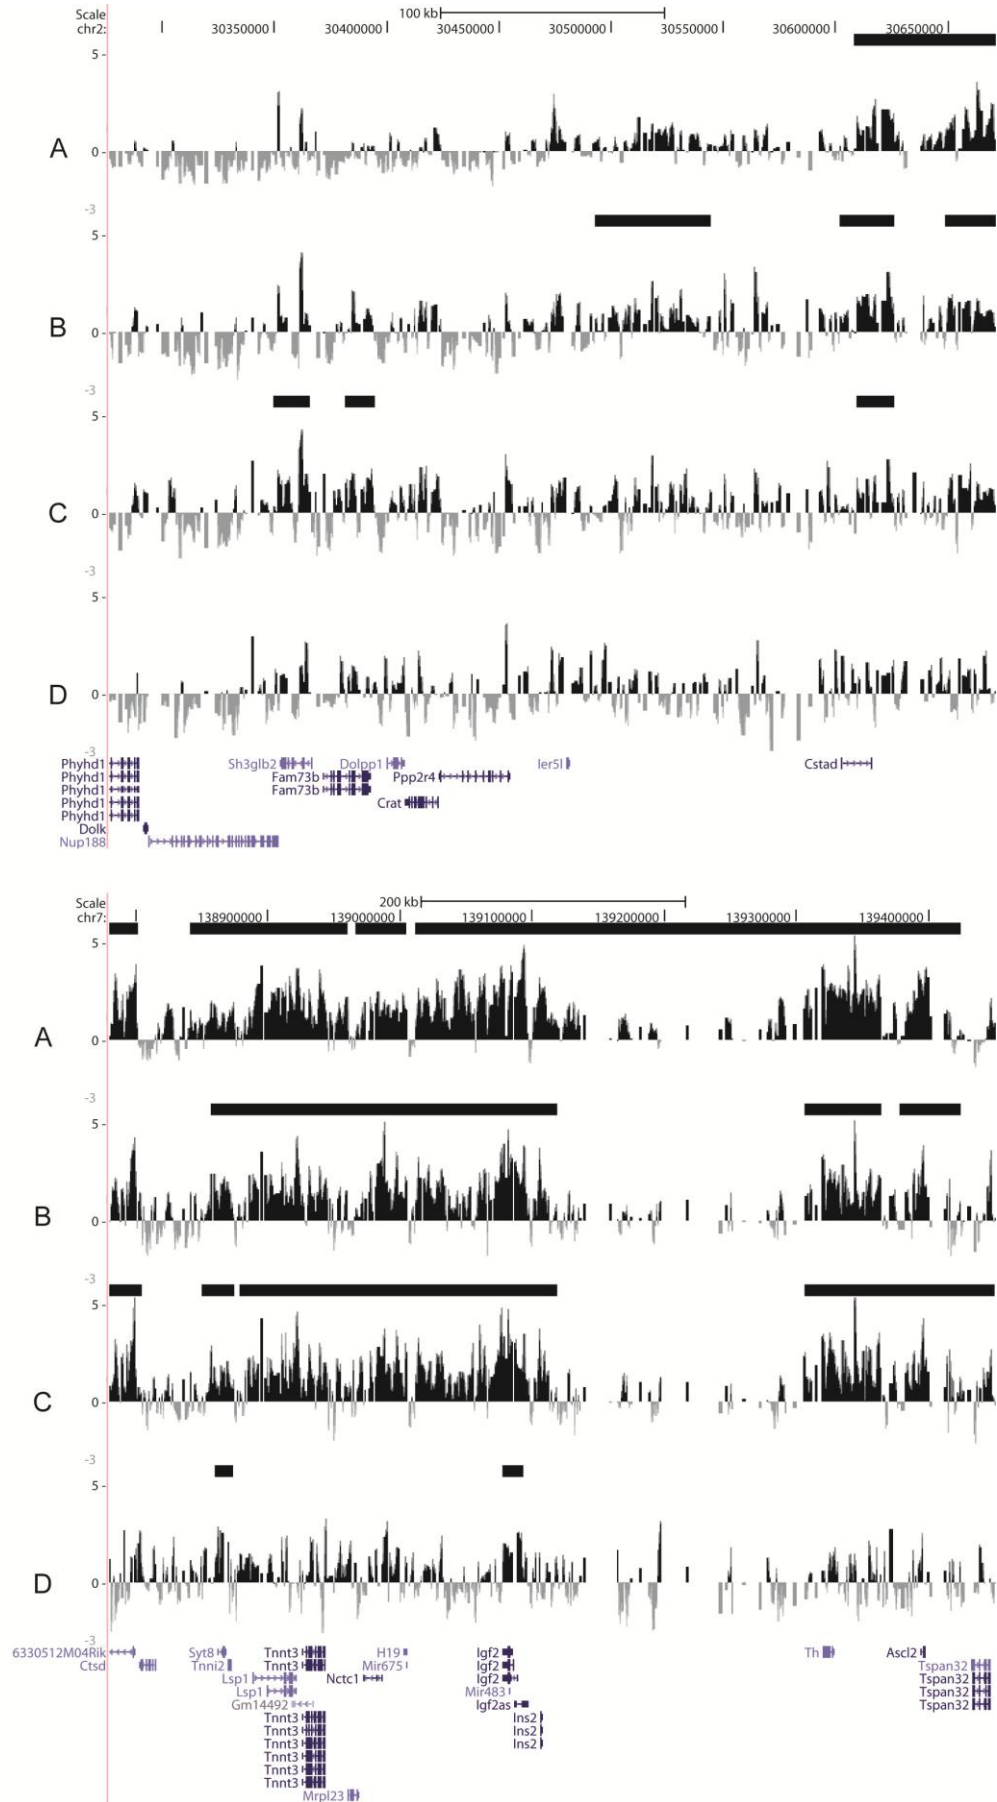 Scale 100 kb
chr2: 30350000 30400000 30450000 30500000 30550000 30600000 30650000
5
A
0
-3
5
B
0
-3
5
C
0
-3
5
D
0
-3
Phyhd1 Sh3glb2 Dolpp1 Ier5l Cstad
Phyhd1 Fam73b Ppp2r4
Phyhd1 Fam73b
Phyhd1 Crat
Phyhd1
Dolk
Nup188
Scale 200 kb
chr7: 138900000 139000000 139100000 139200000 139300000 139400000
5
A
0
-3
5
B
0
-3
5
C
0
-3
5
D
0
-3
6330512M04Rik Syt8 Tnnt3 H19 Igf2 Th Ascl2
Ctsd Tnni2 Tnnt3 Mir675 Igf2 Tspan32
Lsp1 Nctc1 Igf2 Tspan32
Lsp1 Mir483 Tspan32
Gm14492 Igf2as Tspan32
Tnnt3 Ins2
Tnnt3 Ins2
Tnnt3 Ins2
Tnnt3
Tnnt3
Tnnt3
Mrpl23